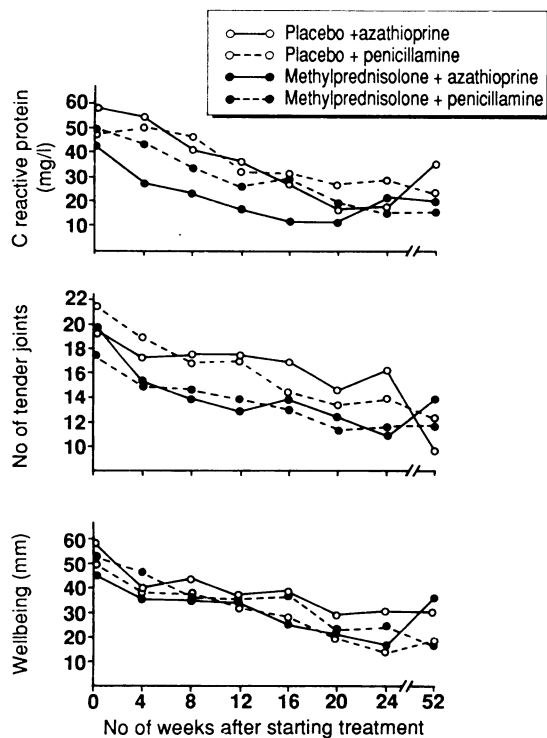 Placebo +azathioprine
Placebo + penicillamine
Methylprednisolone + azathioprine
Methylprednisolone + penicillamine
C reactive protein
(mg/l)
60
50
40
30
20
10
No of tender joints
22
20
18
16
14
12
10
Wellbeing (mm)
60
50
40
30
20
10
0 4 8 12 16 20 24 52
No of weeks after starting treatment